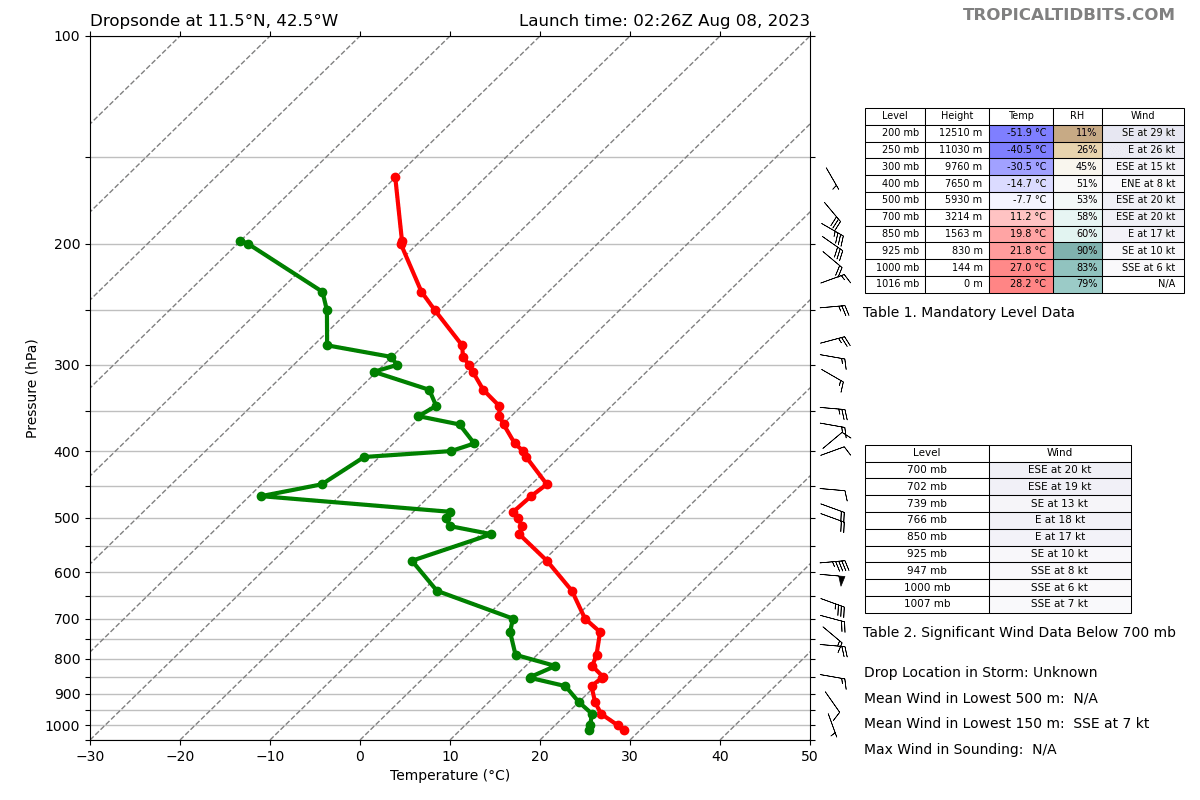 TROPICALTIDBITS.COM
Dropsonde at 11.5°N, 42.5°W Launch time: 02:26Z Aug 08, 2023
100
200
300
400
500
600
700
800
900
1000
Pressure (hPa)
−30 −20 −10 0 10 20 30 40 50
Temperature (°C)
Level Height Temp RH Wind
200 mb 12510 m -51.9 °C 11% SE at 29 kt
250 mb 11030 m -40.5 °C 26% E at 26 kt
300 mb 9760 m -30.5 °C 45% ESE at 15 kt
400 mb 7650 m -14.7 °C 51% ENE at 8 kt
500 mb 5930 m -7.7 °C 53% ESE at 20 kt
700 mb 3214 m 11.2 °C 58% ESE at 20 kt
850 mb 1563 m 19.8 °C 60% E at 17 kt
925 mb 830 m 21.8 °C 90% SE at 10 kt
1000 mb 144 m 27.0 °C 83% SSE at 6 kt
1016 mb 0 m 28.2 °C 79% N/A
Table 1. Mandatory Level Data
Level Wind
700 mb ESE at 20 kt
702 mb ESE at 19 kt
739 mb SE at 13 kt
766 mb E at 18 kt
850 mb E at 17 kt
925 mb SE at 10 kt
947 mb SSE at 8 kt
1000 mb SSE at 6 kt
1007 mb SSE at 7 kt
Table 2. Significant Wind Data Below 700 mb
Drop Location in Storm: Unknown
Mean Wind in Lowest 500 m: N/A
Mean Wind in Lowest 150 m: SSE at 7 kt
Max Wind in Sounding: N/A